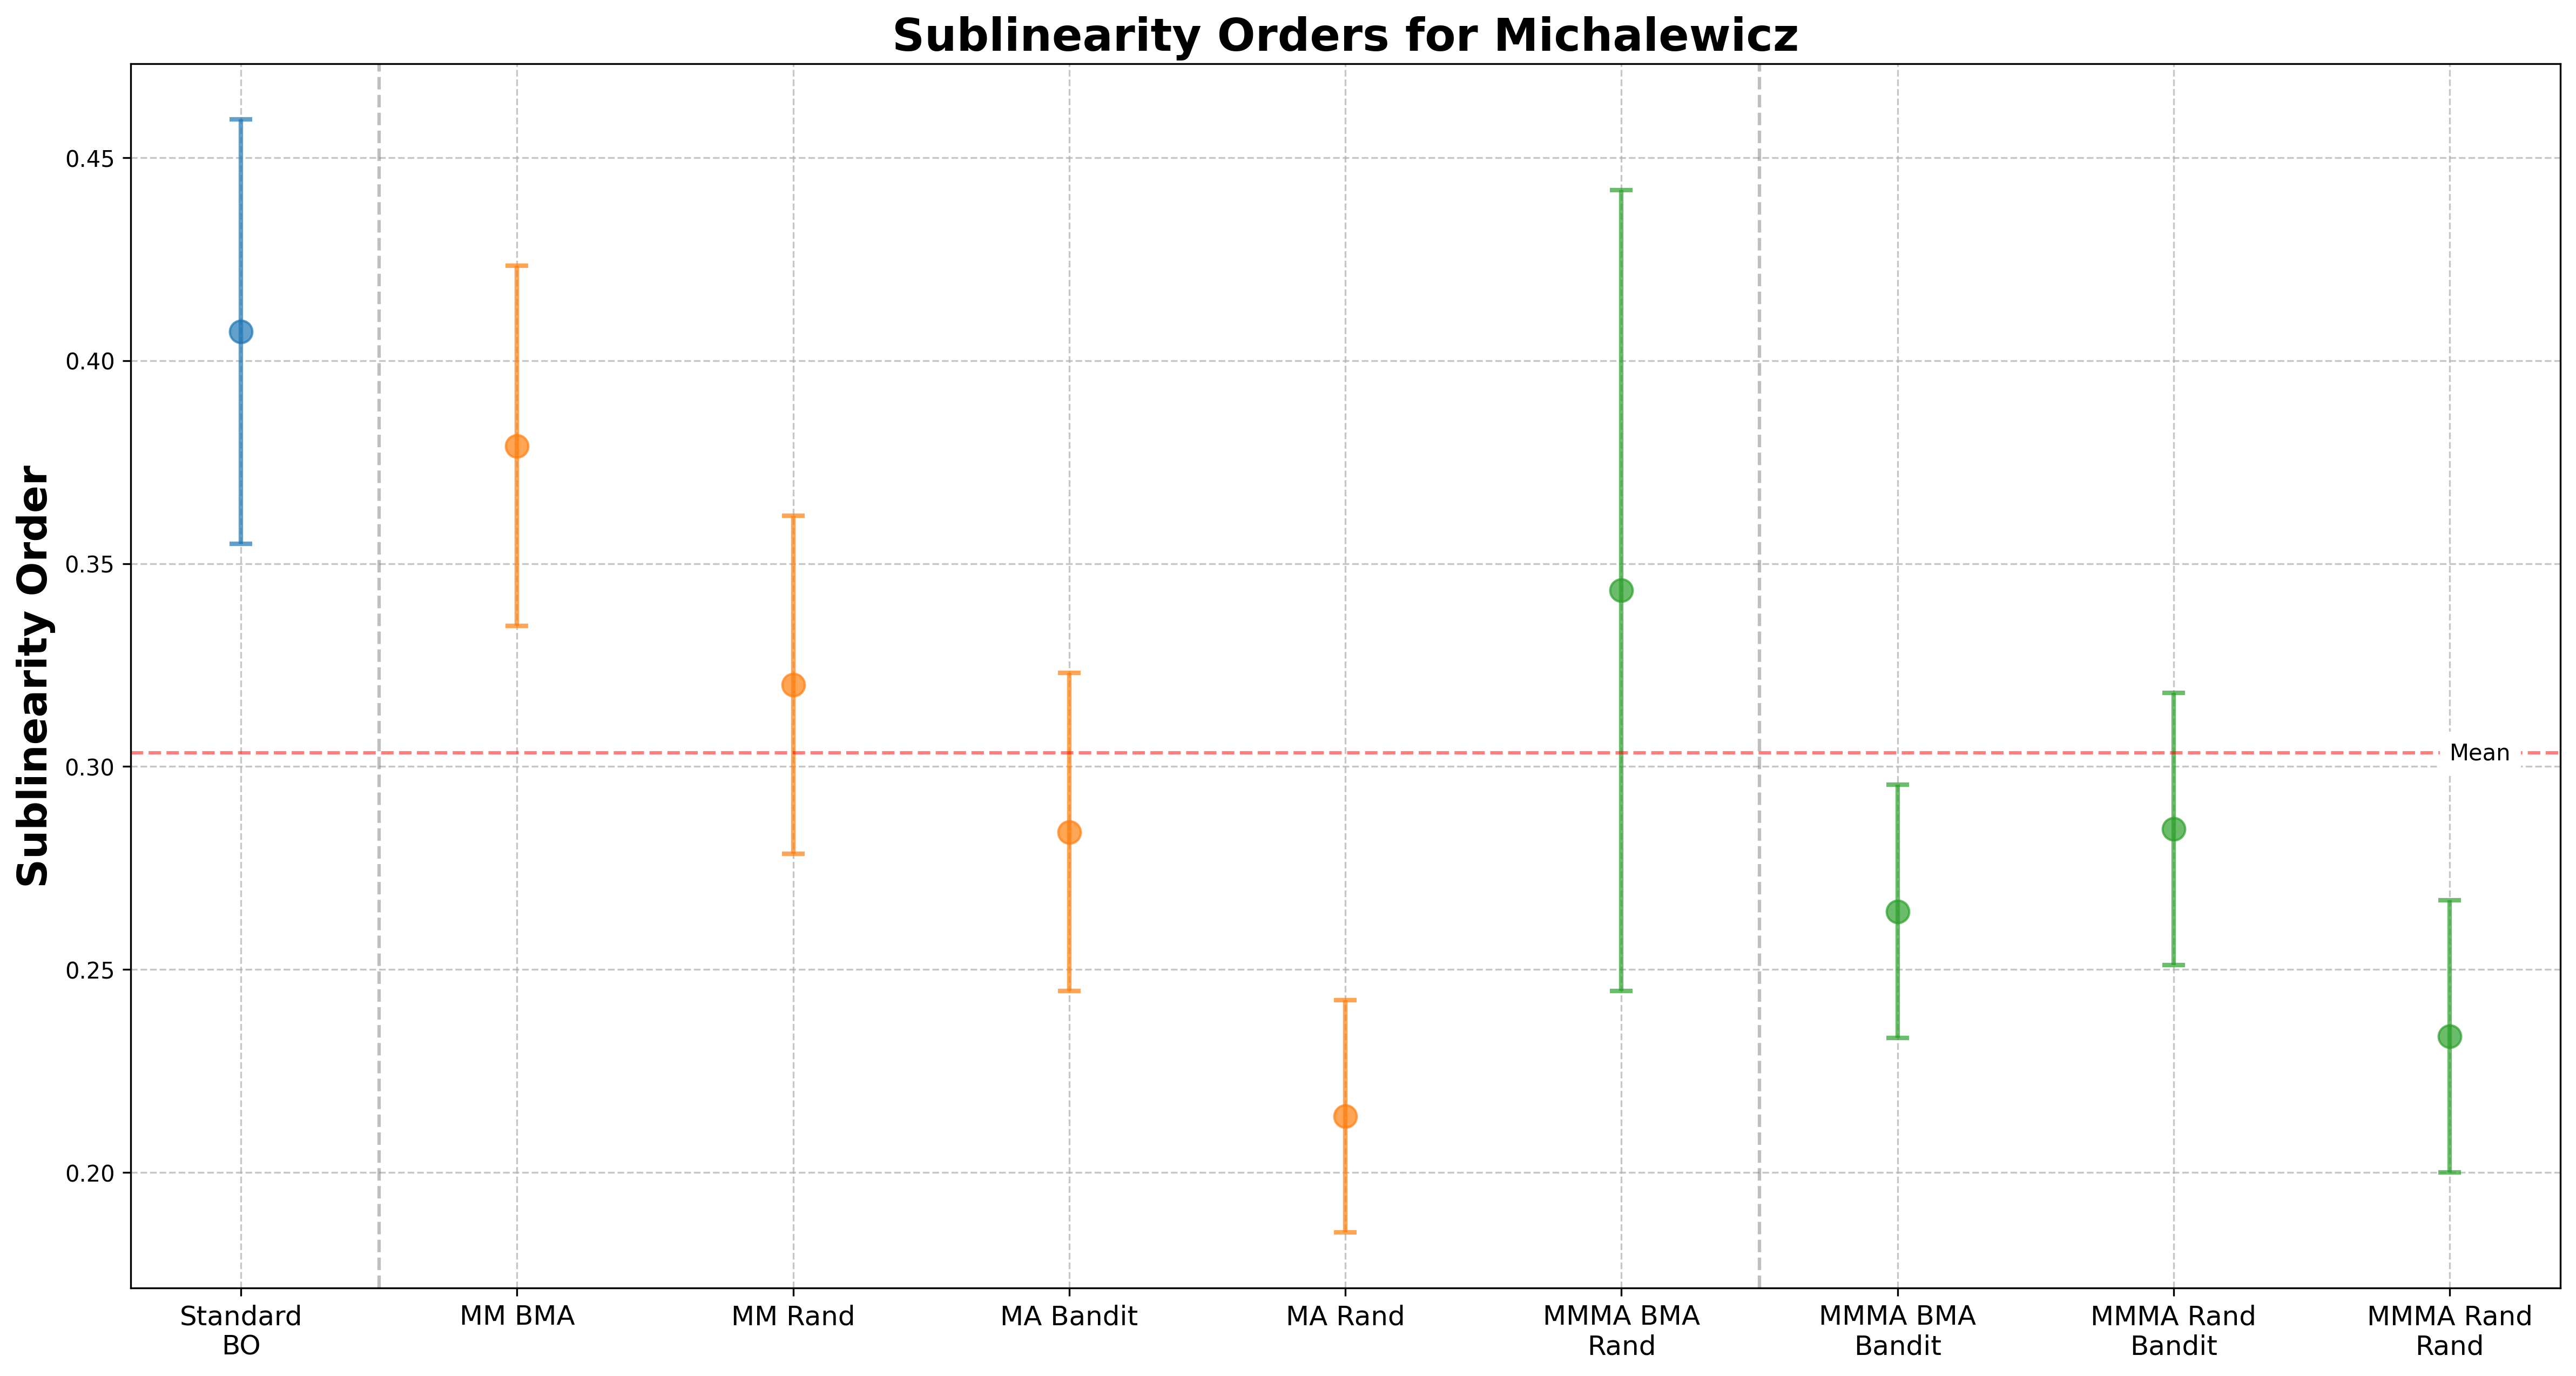 Sublinearity Orders for Michalewicz
Sublinearity Order
0.45
0.40
0.35
0.30
0.25
0.20
Mean
Standard
BO
MM BMA
MM Rand
MA Bandit
MA Rand
MMMA BMA
Rand
MMMA BMA
Bandit
MMMA Rand
Bandit
MMMA Rand
Rand